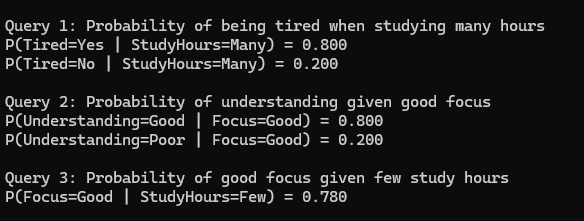 Query 1: Probability of being tired when studying many hours
P(Tired=Yes | StudyHours=Many) = 0.800
P(Tired=No | StudyHours=Many) = 0.200
Query 2: Probability of understanding given good focus
P(Understanding=Good | Focus=Good) = 0.800
P(Understanding=Poor | Focus=Good) = 0.200
Query 3: Probability of good focus given few study hours
P(Focus=Good | StudyHours=Few) = 0.780